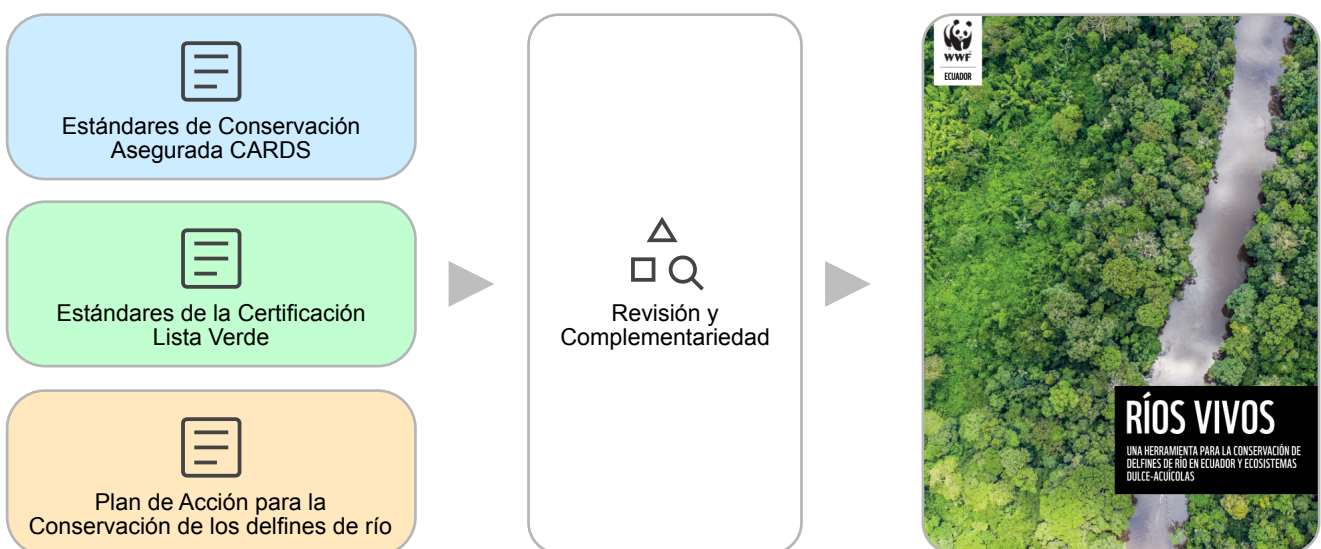 Estándares de Conservación
Asegurada CARDS
Estándares de la Certificación
Lista Verde
Plan de Acción para la
Conservación de los delfines de río
Revisión y
Complementariedad
WWF
ECUADOR
RÍOS VIVOS
UNA HERRAMIENTA PARA LA CONSERVACIÓN DE
DELFINES DE RÍO EN ECUADOR Y ECOSISTEMAS
DULCE-ACUÍCOLAS